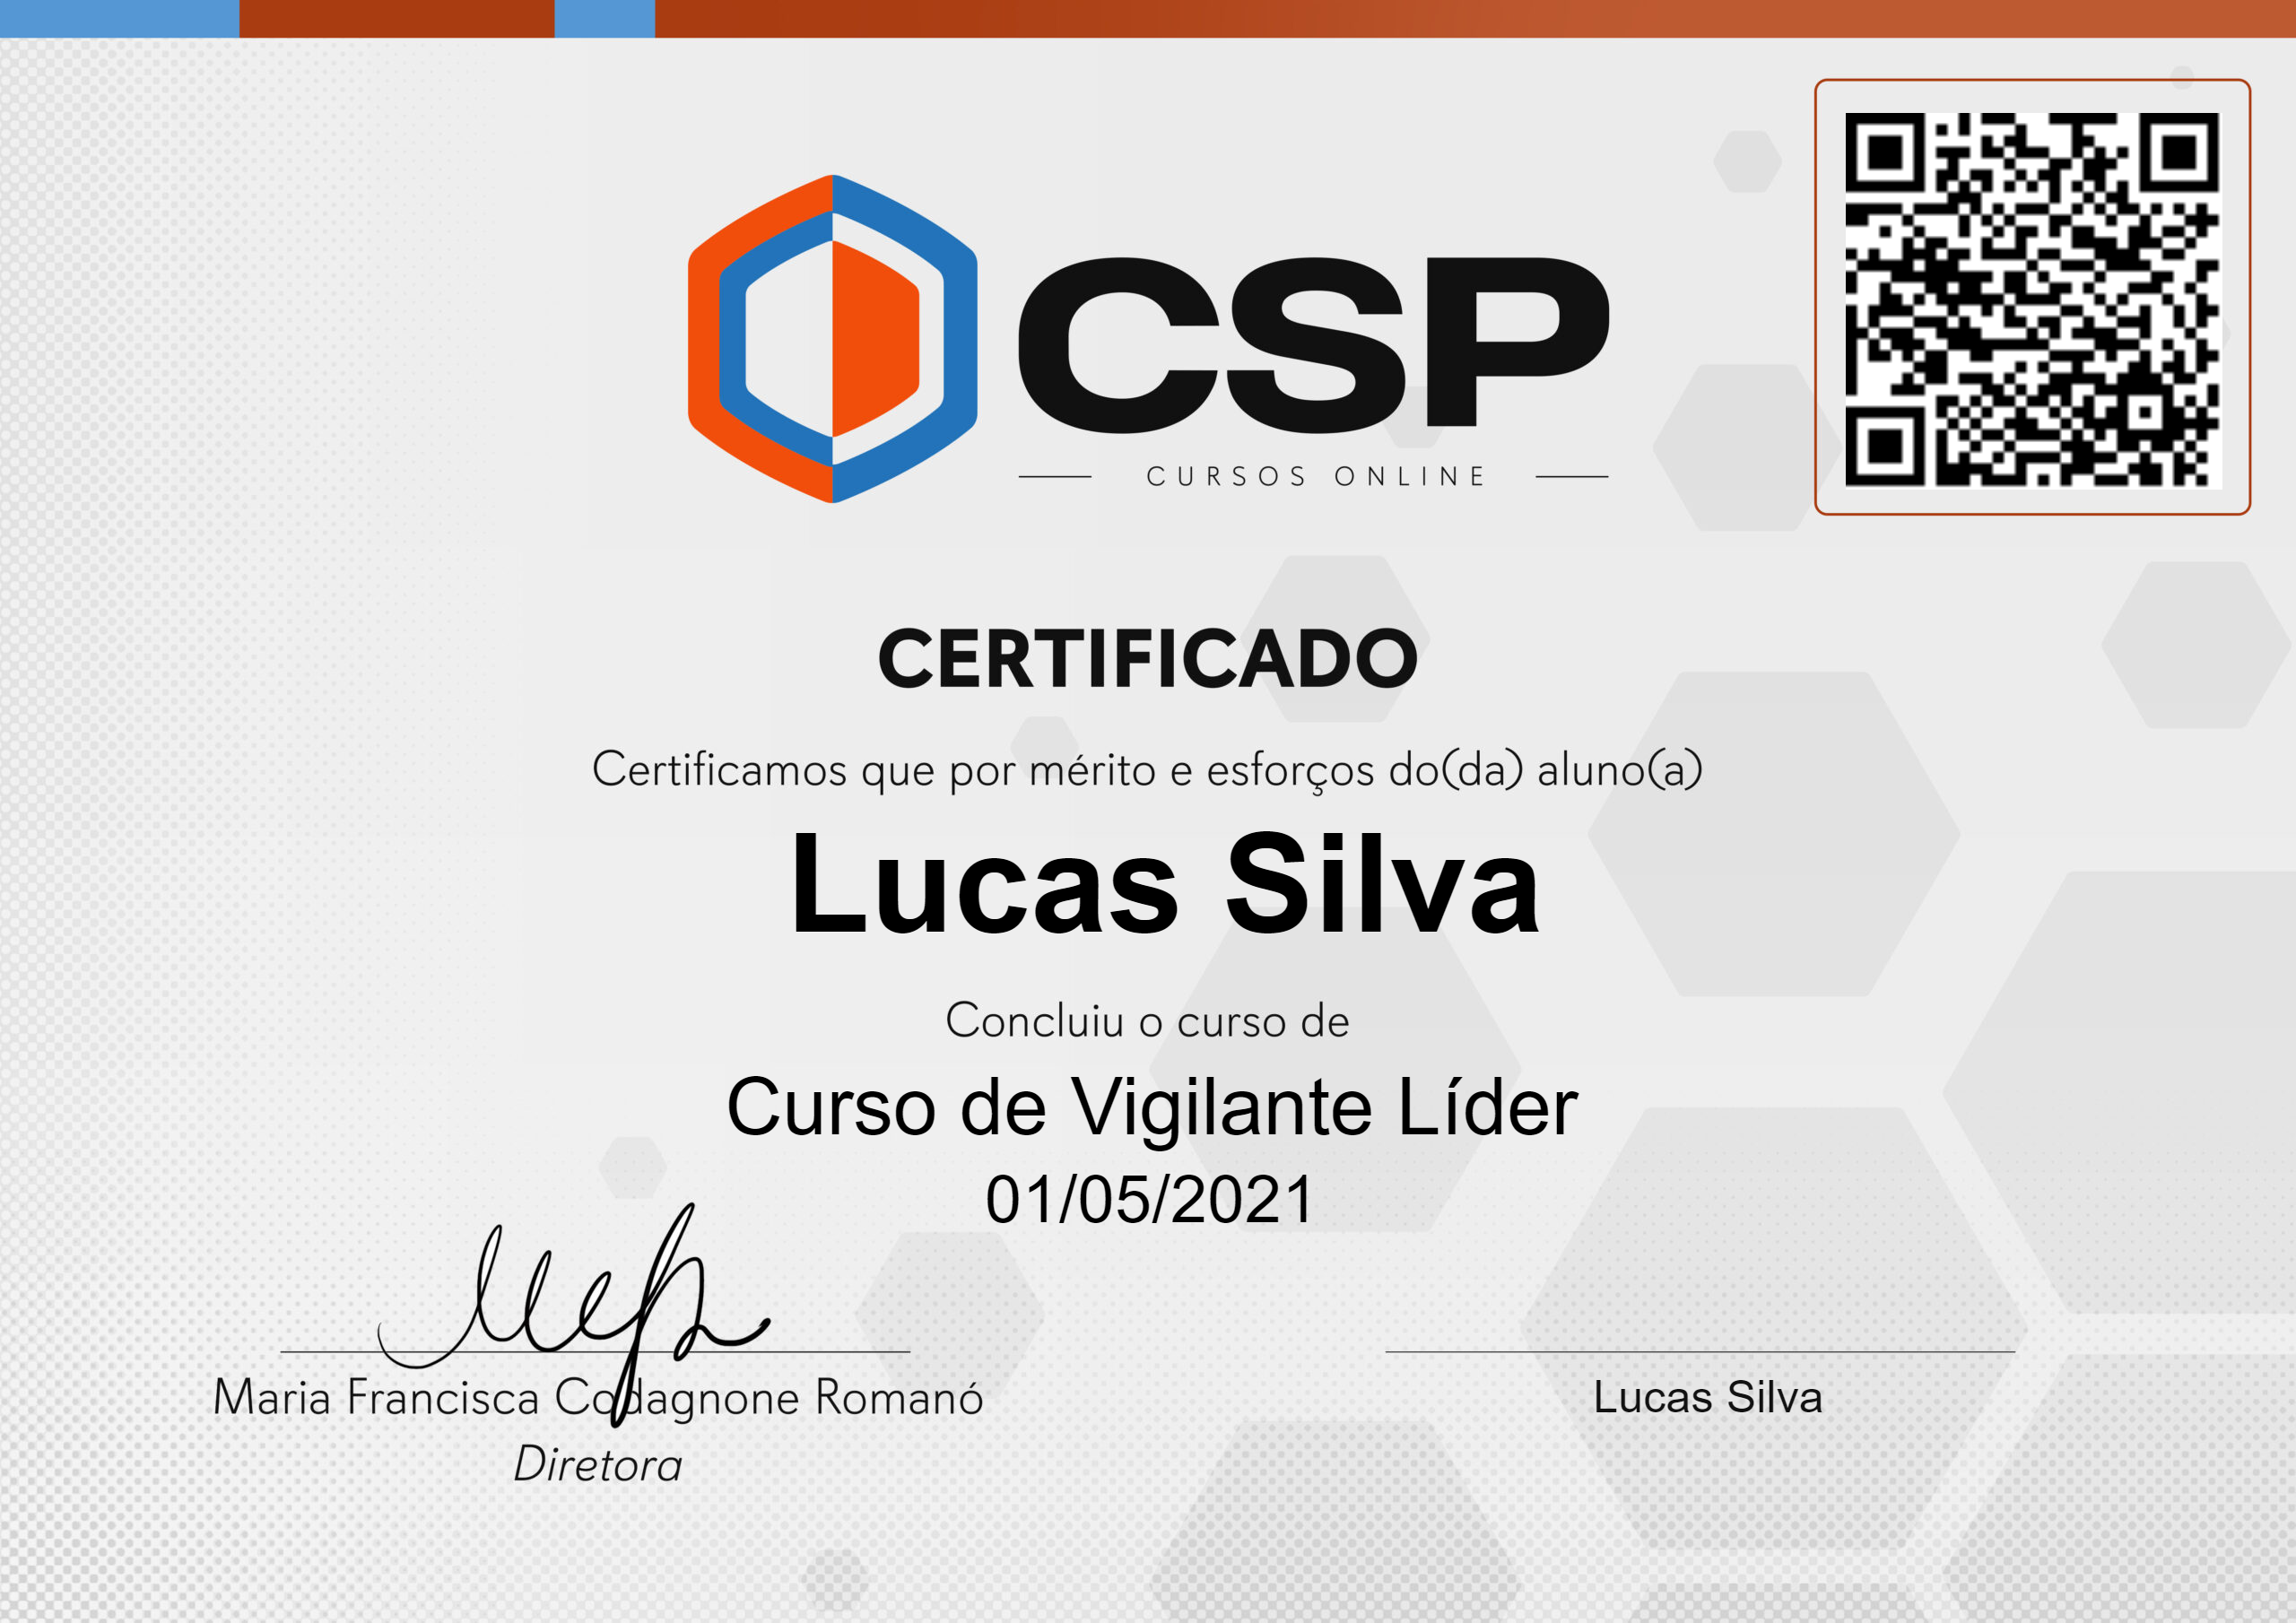 CSP
CURSOS ONLINE
CERTIFICADO
Certificamos que por mérito e esforços do(da) aluno(a)
Lucas Silva
Concluiu o curso de
Curso de Vigilante Líder
01/05/2021
Maria Francisca Codagnone Romanó
Diretora
Lucas Silva